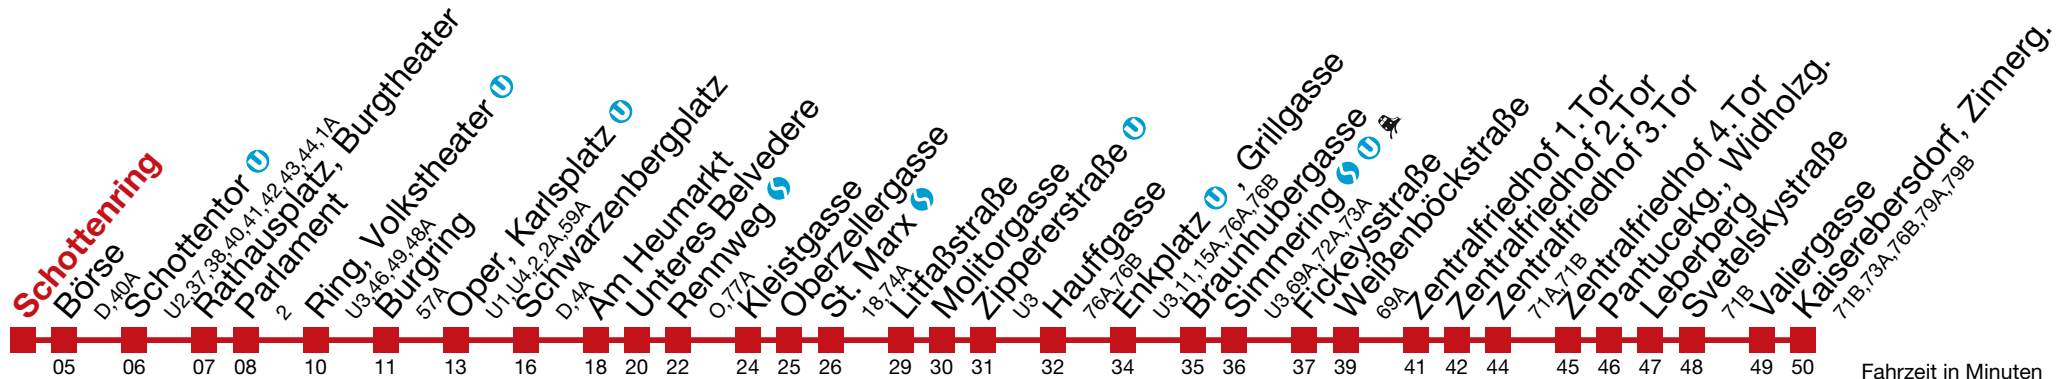 Schottenring
Börse
D,40A
Schottentor
U2,37,38,40,41,42,43,44,1A
Rathausplatz, Burgtheater
Parlament
2
Ring, Volkstheater
U3,46,49,48A
Burgring
57A
Oper, Karlsplatz
U1,U4,2,2A,59A
Schwarzenbergplatz
D,4A
Am Heumarkt
Unteres Belvedere
Rennweg
O,77A
Kleistgasse
Oberzellergasse
St. Marx
18,74A
Litfaßstraße
Molitorgasse
Zippererstraße
U3
Hauffgasse
76A,76B
Enkplatz , Grillgasse
U3,11,15A,76A,76B
Braunhubergasse
Simmering
U3,69A,72A,73A
Fickeysstraße
Weißenböckstraße
69A
Zentralfriedhof 1. Tor
Zentralfriedhof 2. Tor
Zentralfriedhof 3. Tor
71A,71B
Zentralfriedhof 4. Tor
Pantucekg., Widholzg.
Leberberg
Svetelskystraße
71B
Valiergasse
Kaiserebersdorf, Zinnerg.
71B,73A,76B,79A,79B
05 06 07 08 10 11 13 16 18 20 22 24 25 26 29 30 31 32 34 35 36 37 39 41 42 44 45 46 47 48 49 50
Fahrzeit in Minuten